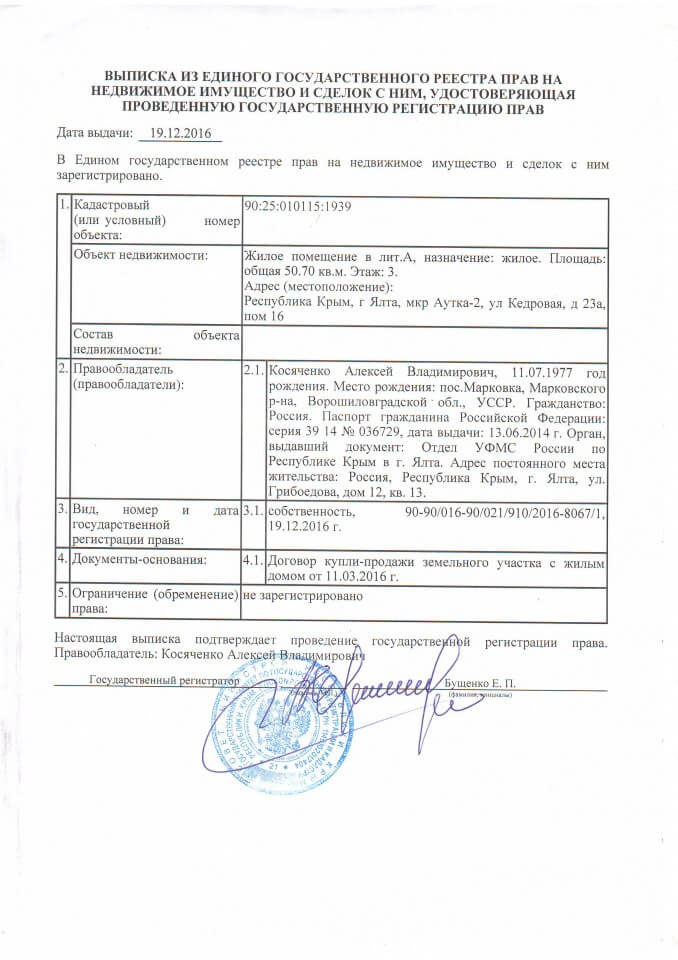 ВЫПИСКА ИЗ ЕДИНОГО ГОСУДАРСТВЕННОГО РЕЕСТРА ПРАВ НА
НЕДВИЖИМОЕ ИМУЩЕСТВО И СДЕЛОК С НИМ, УДОСТОВЕРЯЮЩАЯ
ПРОВЕДЕННУЮ ГОСУДАРСТВЕННУЮ РЕГИСТРАЦИЮ ПРАВ
Дата выдачи: 19.12.2016
В Едином государственном реестре прав на недвижимое имущество и сделок с ним
зарегистрировано.
1. Кадастровый
(или условный) номер
объекта:
90:25:010115:1939
Объект недвижимости:
Жилое помещение в лит.А, назначение: жилое. Площадь:
общая 50.70 кв.м. Этаж: 3.
Адрес (местоположение):
Республика Крым, г Ялта, мкр Аутка-2, ул Кедровая, д 23а,
пом 16
Состав объекта
недвижимости:
2. Правообладатель
(правообладатели):
2.1. Косяченко Алексей Владимирович, 11.07.1977 год
рождения. Место рождения: пос.Марковка, Марковского
р-на, Ворошиловградской обл., УССР. Гражданство:
Россия. Паспорт гражданина Российской Федерации:
серия 39 14 № 036729, дата выдачи: 13.06.2014 г. Орган,
выдавший документ: Отдел УФМС России по
Республике Крым в г. Ялта. Адрес постоянного места
жительства: Россия, Республика Крым, г. Ялта, ул.
Грибоедова, дом 12, кв. 13.
3. Вид, номер и дата
государственной
регистрации права:
3.1. собственность, 90-90/016-90/021/910/2016-8067/1,
19.12.2016 г.
4. Документы-основания:
4.1. Договор купли-продажи земельного участка с жилым
домом от 11.03.2016 г.
5. Ограничение (обременение)
права:
не зарегистрировано
Настоящая выписка подтверждает проведение государственной регистрации права.
Правообладатель: Косяченко Алексей Владимирович
Государственный регистратор
Бущенко Е. П.
(фамилия, инициалы)